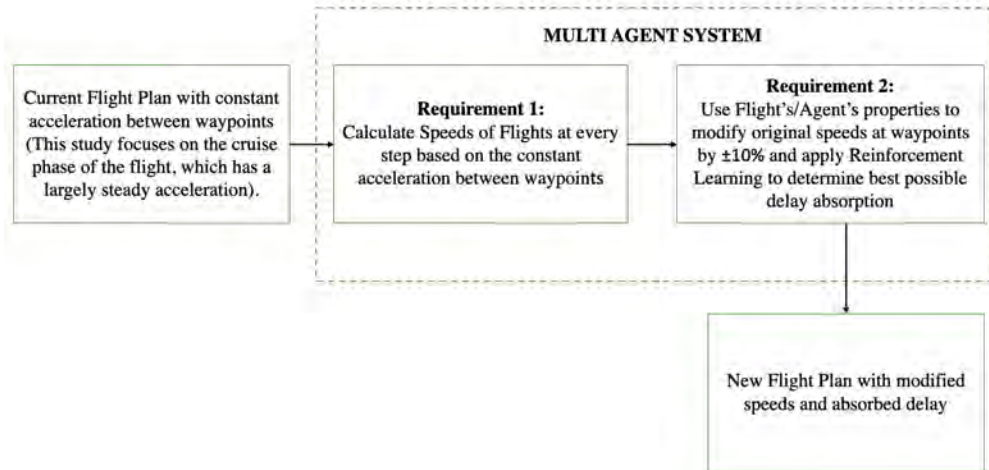 MULTI AGENT SYSTEM
Current Flight Plan with constant
acceleration between waypoints
(This study focuses on the cruise
phase of the flight, which has a
largely steady acceleration).
Requirement 1:
Calculate Speeds of Flights at every
step based on the constant
acceleration between waypoints
Requirement 2:
Use Flight's/Agent's properties to
modify original speeds at waypoints
by ±10% and apply Reinforcement
Learning to determine best possible
delay absorption
New Flight Plan with modified
speeds and absorbed delay